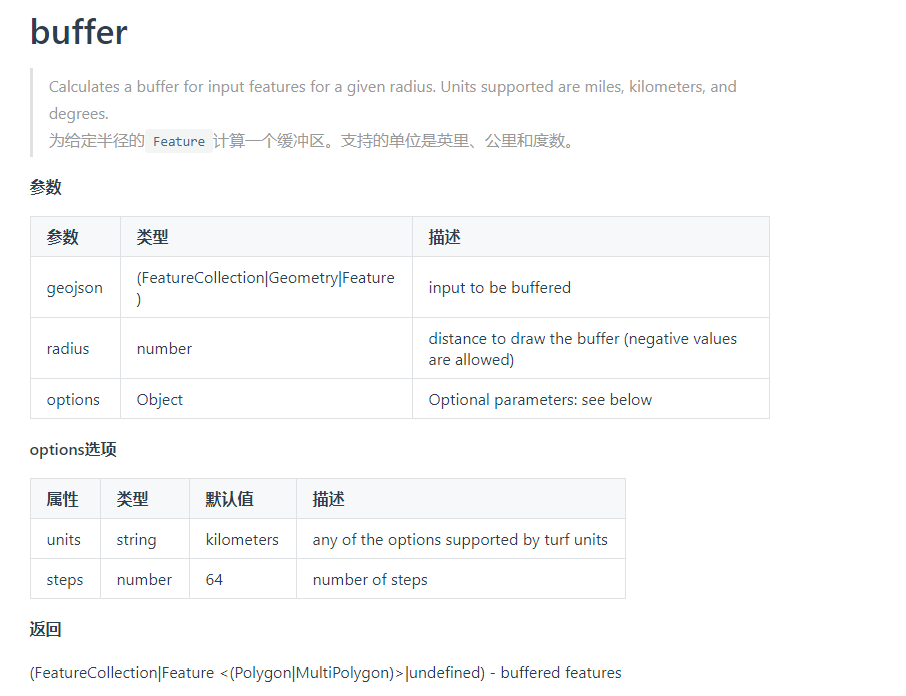 buffer
Calculates a buffer for input features for a given radius. Units supported are miles, kilometers, and
degrees.
为给定半径的 Feature 计算一个缓冲区。支持的单位是英里、公里和度数。
参数
参数 类型 描述
geojson (FeatureCollection|Geometry|Feature
) input to be buffered
radius number distance to draw the buffer (negative values
are allowed)
options Object Optional parameters: see below
options选项
属性 类型 默认值 描述
units string kilometers any of the options supported by turf units
steps number 64 number of steps
返回
(FeatureCollection|Feature <(Polygon|MultiPolygon)>|undefined) - buffered features